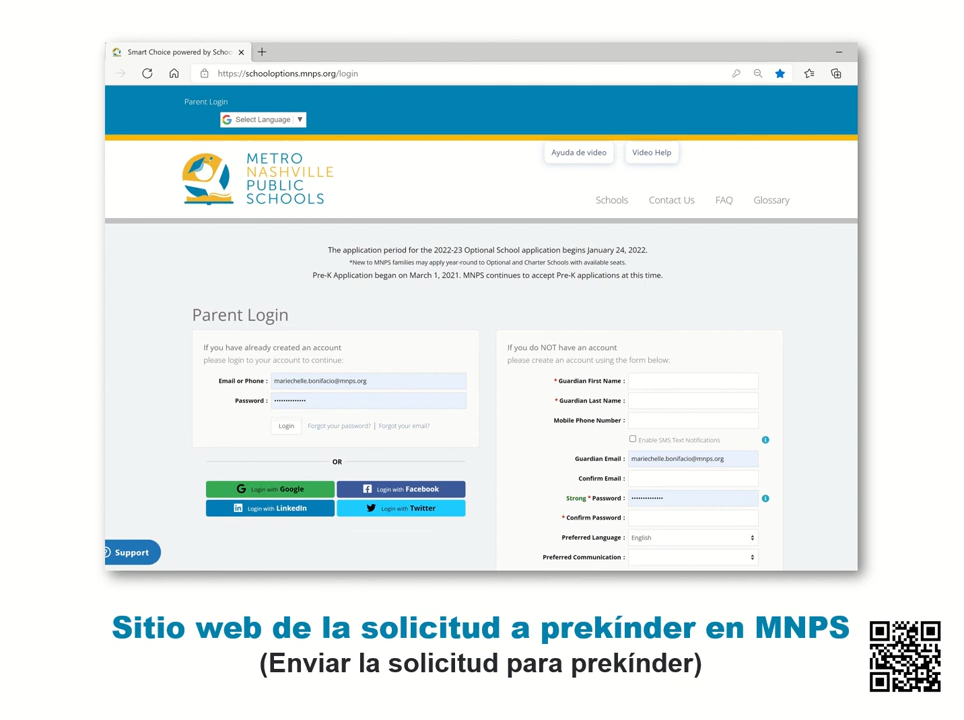 Smart Choice powered by Schoo
https://schooloptions.mnps.org/login
Parent Login
Select Language ▼
Ayuda de video
Video Help
METRO
NASHVILLE
PUBLIC
SCHOOLS
Schools
Contact Us
FAQ
Glossary
The application period for the 2022-23 Optional School application begins January 24, 2022.
*New to MNPS families may apply year-round to Optional and Charter Schools with available seats.
Pre-K Application began on March 1, 2021. MNPS continues to accept Pre-K applications at this time.
Parent Login
If you have already created an account
please login to your account to continue:
Email or Phone : mariechelle.bonifacio@mnps.org
Password : ••••••••••••••
Login Forgot your password? | Forgot your email?
OR
Login with Google
Login with Facebook
Login with LinkedIn
Login with Twitter
If you do NOT have an account
please create an account using the form below:
* Guardian First Name :
* Guardian Last Name :
Mobile Phone Number :
Enable SMS Text Notifications
Guardian Email : mariechelle.bonifacio@mnps.org
Confirm Email :
Strong * Password : ••••••••••••••
* Confirm Password :
Preferred Language : English
Preferred Communication :
Support
Sitio web de la solicitud a prekínder en MNPS
(Enviar la solicitud para prekínder)